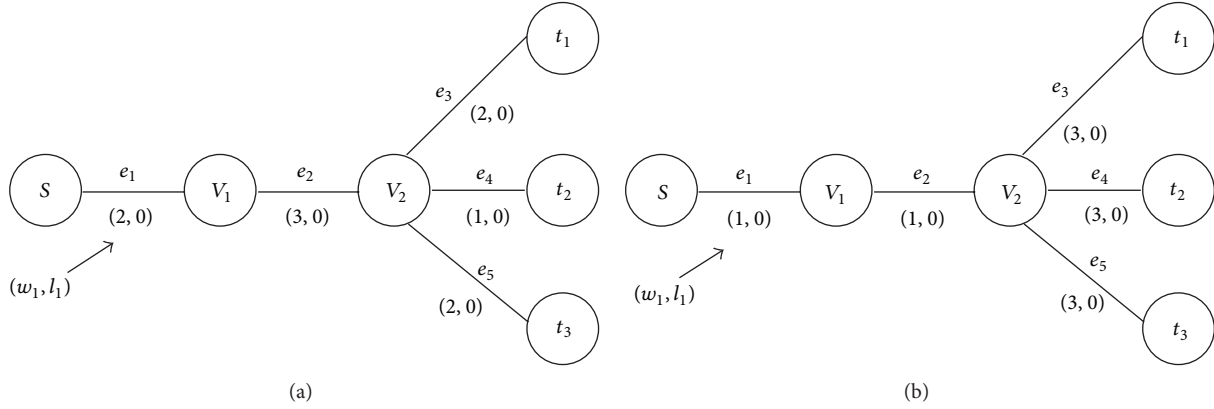 t1
e3
(2, 0)
S
e1
(2, 0)
V1
e2
(3, 0)
V2
e4
(1, 0)
t2
(w1, l1)
e5
(2, 0)
t3
(a)
t1
e3
(3, 0)
S
e1
(1, 0)
V1
e2
(1, 0)
V2
e4
(3, 0)
t2
(w1, l1)
e5
(3, 0)
t3
(b)